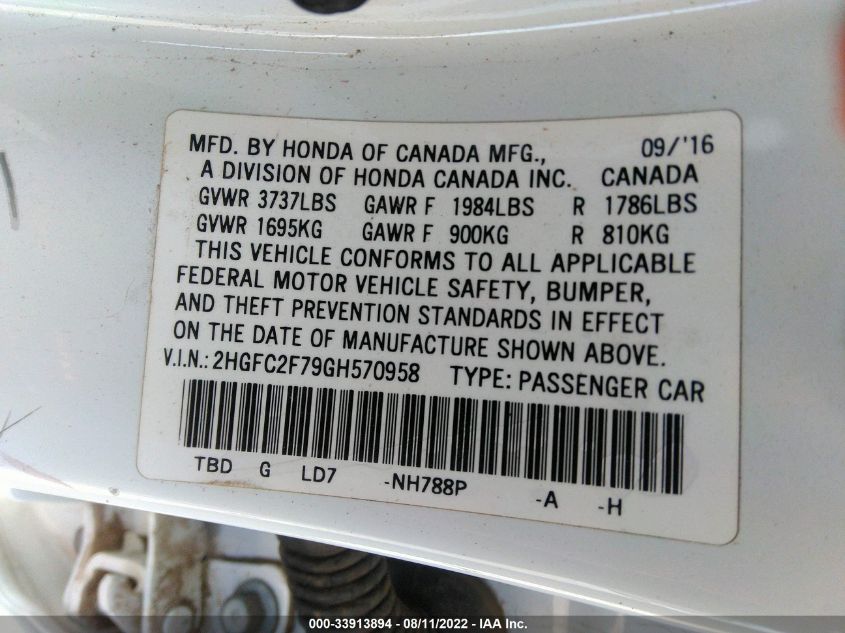 MFD. BY HONDA OF CANADA MFG., 09/'16
A DIVISION OF HONDA CANADA INC. CANADA
GVWR 3737LBS GAWR F 1984LBS R 1786LBS
GVWR 1695KG GAWR F 900KG R 810KG
THIS VEHICLE CONFORMS TO ALL APPLICABLE
FEDERAL MOTOR VEHICLE SAFETY, BUMPER,
AND THEFT PREVENTION STANDARDS IN EFFECT
ON THE DATE OF MANUFACTURE SHOWN ABOVE.
V.I.N.: 2HGFC2F79GH570958 TYPE: PASSENGER CAR
TBD G LD7 -NH788P -A -H
000-33913894 - 08/11/2022 - IAA Inc.